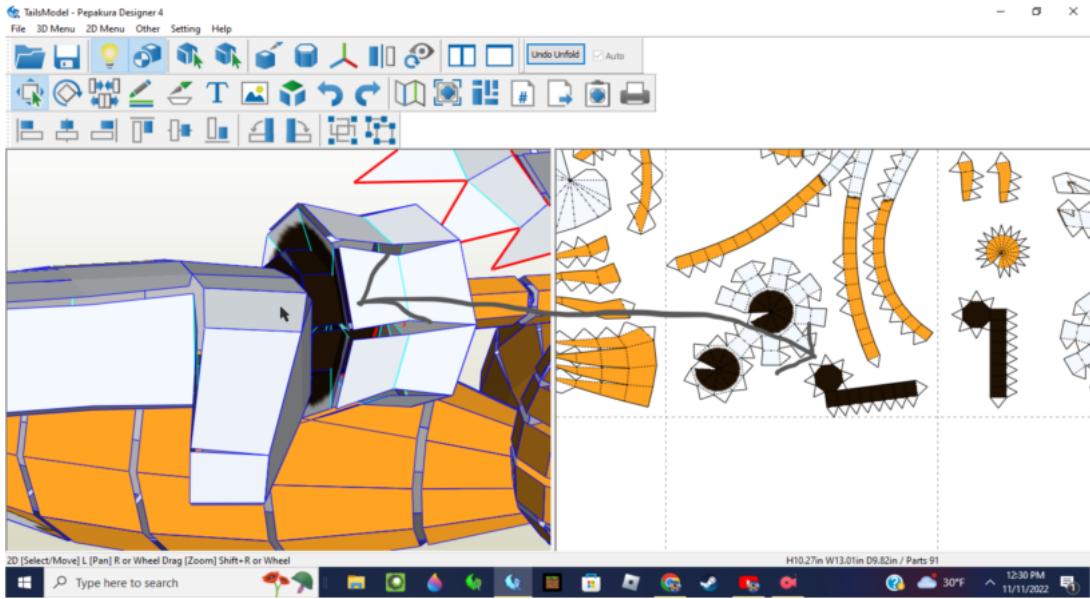 TailsModel - Pepakura Designer 4
File 3D Menu 2D Menu Other Setting Help
Undo Unfold Auto
T
#
2D [Select/Move] L [Pan] R or Wheel Drag [Zoom] Shift+R or Wheel H10.27in W13.01in D9.82in / Parts 91
Type here to search 30°F 12:30 PM
11/11/2022